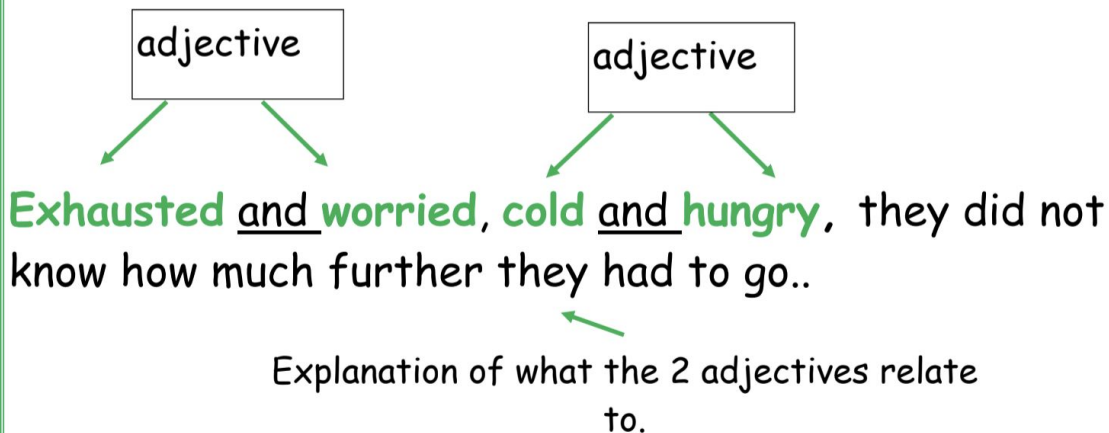 adjective
adjective
Exhausted and worried, cold and hungry, they did not
know how much further they had to go..
Explanation of what the 2 adjectives relate
to.